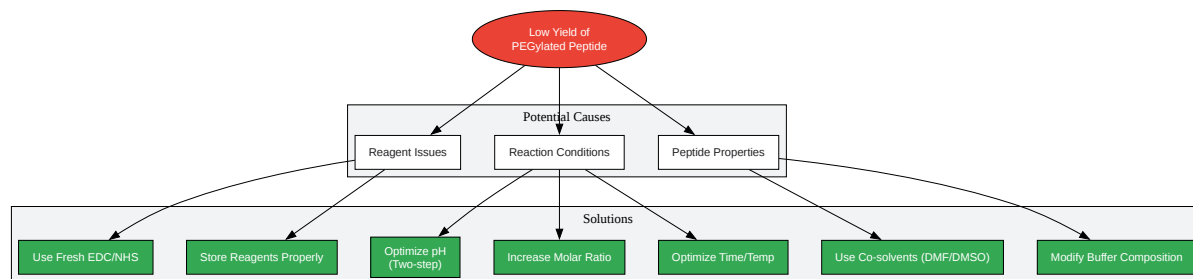 Low Yield of
PEGylated Peptide
Potential Causes
Reagent Issues
Reaction Conditions
Peptide Properties
Solutions
Use Fresh EDC/NHS
Store Reagents Properly
Optimize pH
(Two-step)
Increase Molar Ratio
Optimize Time/Temp
Use Co-solvents (DMF/DMSO)
Modify Buffer Composition